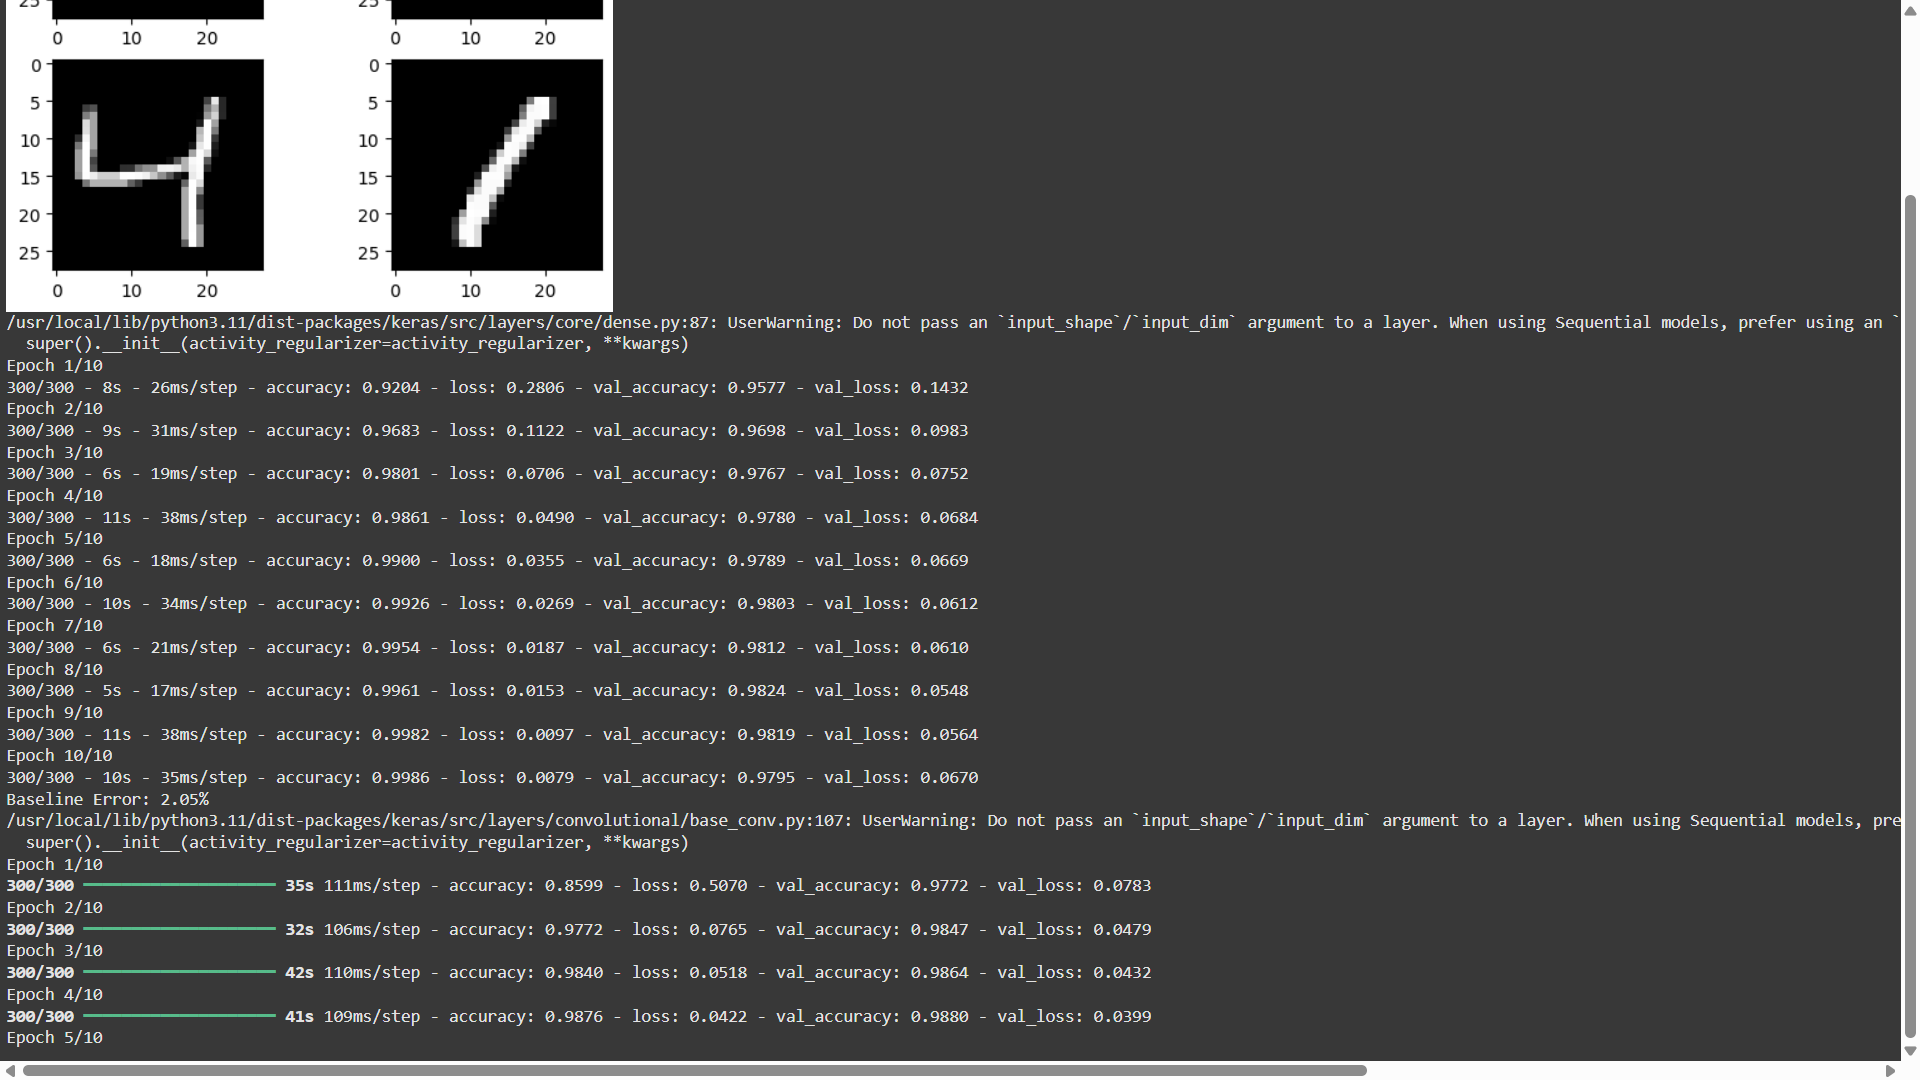 25 25
0 10 20 0 10 20
0 0
5 5
10 10
15 15
20 20
25 25
0 10 20 0 10 20
/usr/local/lib/python3.11/dist-packages/keras/src/layers/core/dense.py:87: UserWarning: Do not pass an `input_shape`/`input_dim` argument to a layer. When using Sequential models, prefer using an `
super().__init__(activity_regularizer=activity_regularizer, **kwargs)
Epoch 1/10
300/300 - 8s - 26ms/step - accuracy: 0.9204 - loss: 0.2806 - val_accuracy: 0.9577 - val_loss: 0.1432
Epoch 2/10
300/300 - 9s - 31ms/step - accuracy: 0.9683 - loss: 0.1122 - val_accuracy: 0.9698 - val_loss: 0.0983
Epoch 3/10
300/300 - 6s - 19ms/step - accuracy: 0.9801 - loss: 0.0706 - val_accuracy: 0.9767 - val_loss: 0.0752
Epoch 4/10
300/300 - 11s - 38ms/step - accuracy: 0.9861 - loss: 0.0490 - val_accuracy: 0.9780 - val_loss: 0.0684
Epoch 5/10
300/300 - 6s - 18ms/step - accuracy: 0.9900 - loss: 0.0355 - val_accuracy: 0.9789 - val_loss: 0.0669
Epoch 6/10
300/300 - 10s - 34ms/step - accuracy: 0.9926 - loss: 0.0269 - val_accuracy: 0.9803 - val_loss: 0.0612
Epoch 7/10
300/300 - 6s - 21ms/step - accuracy: 0.9954 - loss: 0.0187 - val_accuracy: 0.9812 - val_loss: 0.0610
Epoch 8/10
300/300 - 5s - 17ms/step - accuracy: 0.9961 - loss: 0.0153 - val_accuracy: 0.9824 - val_loss: 0.0548
Epoch 9/10
300/300 - 11s - 38ms/step - accuracy: 0.9982 - loss: 0.0097 - val_accuracy: 0.9819 - val_loss: 0.0564
Epoch 10/10
300/300 - 10s - 35ms/step - accuracy: 0.9986 - loss: 0.0079 - val_accuracy: 0.9795 - val_loss: 0.0670
Baseline Error: 2.05%
/usr/local/lib/python3.11/dist-packages/keras/src/layers/convolutional/base_conv.py:107: UserWarning: Do not pass an `input_shape`/`input_dim` argument to a layer. When using Sequential models, pre
super().__init__(activity_regularizer=activity_regularizer, **kwargs)
Epoch 1/10
300/300 35s 111ms/step - accuracy: 0.8599 - loss: 0.5070 - val_accuracy: 0.9772 - val_loss: 0.0783
Epoch 2/10
300/300 32s 106ms/step - accuracy: 0.9772 - loss: 0.0765 - val_accuracy: 0.9847 - val_loss: 0.0479
Epoch 3/10
300/300 42s 110ms/step - accuracy: 0.9840 - loss: 0.0518 - val_accuracy: 0.9864 - val_loss: 0.0432
Epoch 4/10
300/300 41s 109ms/step - accuracy: 0.9876 - loss: 0.0422 - val_accuracy: 0.9880 - val_loss: 0.0399
Epoch 5/10